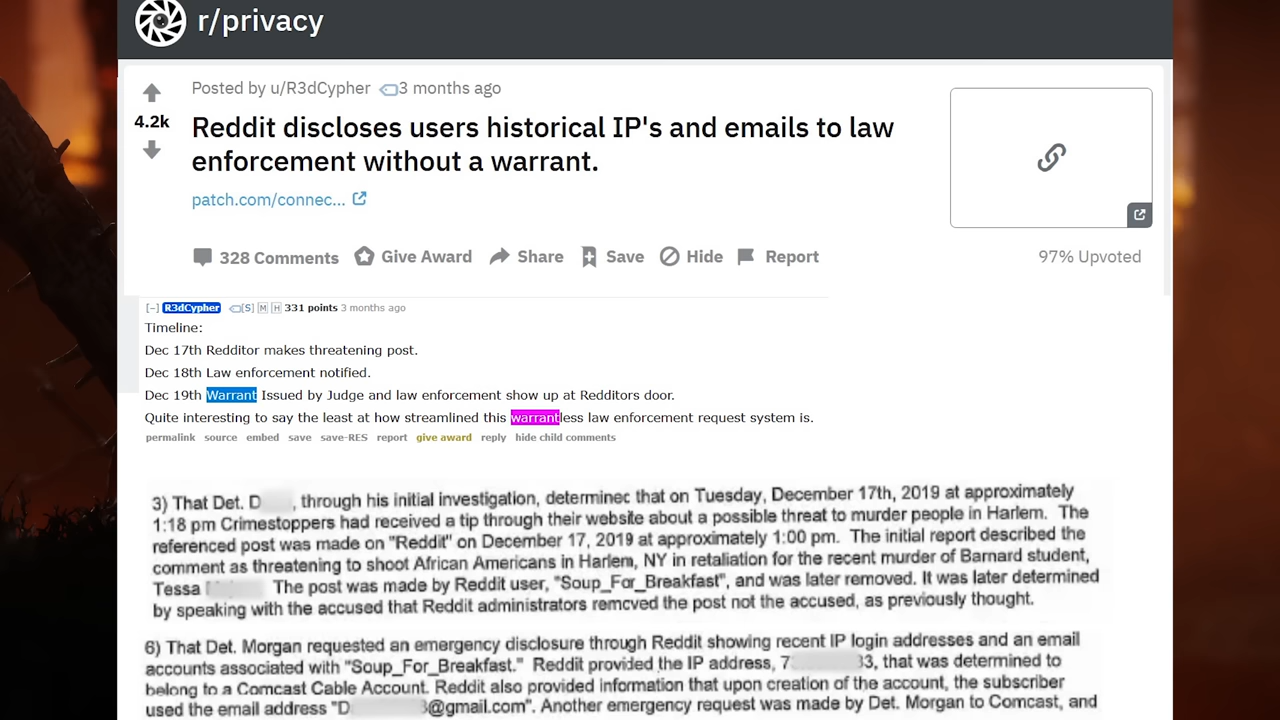 r/privacy
Posted by u/R3dCypher 3 months ago
4.2k
Reddit discloses users historical IP's and emails to law
enforcement without a warrant.
patch.com/connec...
328 Comments Give Award Share Save Hide Report 97% Upvoted
[–] R3dCypher [S] M H 331 points 3 months ago
Timeline:
Dec 17th Redditor makes threatening post.
Dec 18th Law enforcement notified.
Dec 19th Warrant Issued by Judge and law enforcement show up at Redditors door.
Quite interesting to say the least at how streamlined this warrantless law enforcement request system is.
permalink source embed save save-RES report give award reply hide child comments
3) That Det. D , through his initial investigation, determinec that on Tuesday, December 17th, 2019 at approximately
1:18 pm Crimestoppers had received a tip through their website about a possible threat to murder people in Harlem. The
referenced post was made on "Reddit" on December 17, 2019 at approximately 1:00 pm. The initial report described the
comment as threatening to shoot African Americans in Harlem, NY in retaliation for the recent murder of Barnard student,
Tessa The post was made by Reddit user, "Soup_For_Breakfast", and was later removed. It was later determined
by speaking with the accused that Reddit administrators remcved the post not the accused, as previously thought.
6) That Det. Morgan requested an emergency disclosure through Reddit showing recent IP login addresses and an email
accounts associated with "Soup_For_Breakfast." Reddit provided the IP address, 7 33, that was determined to
belong to a Comcast Cable Account. Reddit also provided information that upon creation of the account, the subscriber
used the email address "D 3@gmail.com". Another emergency request was made by Det. Morgan to Comcast, and